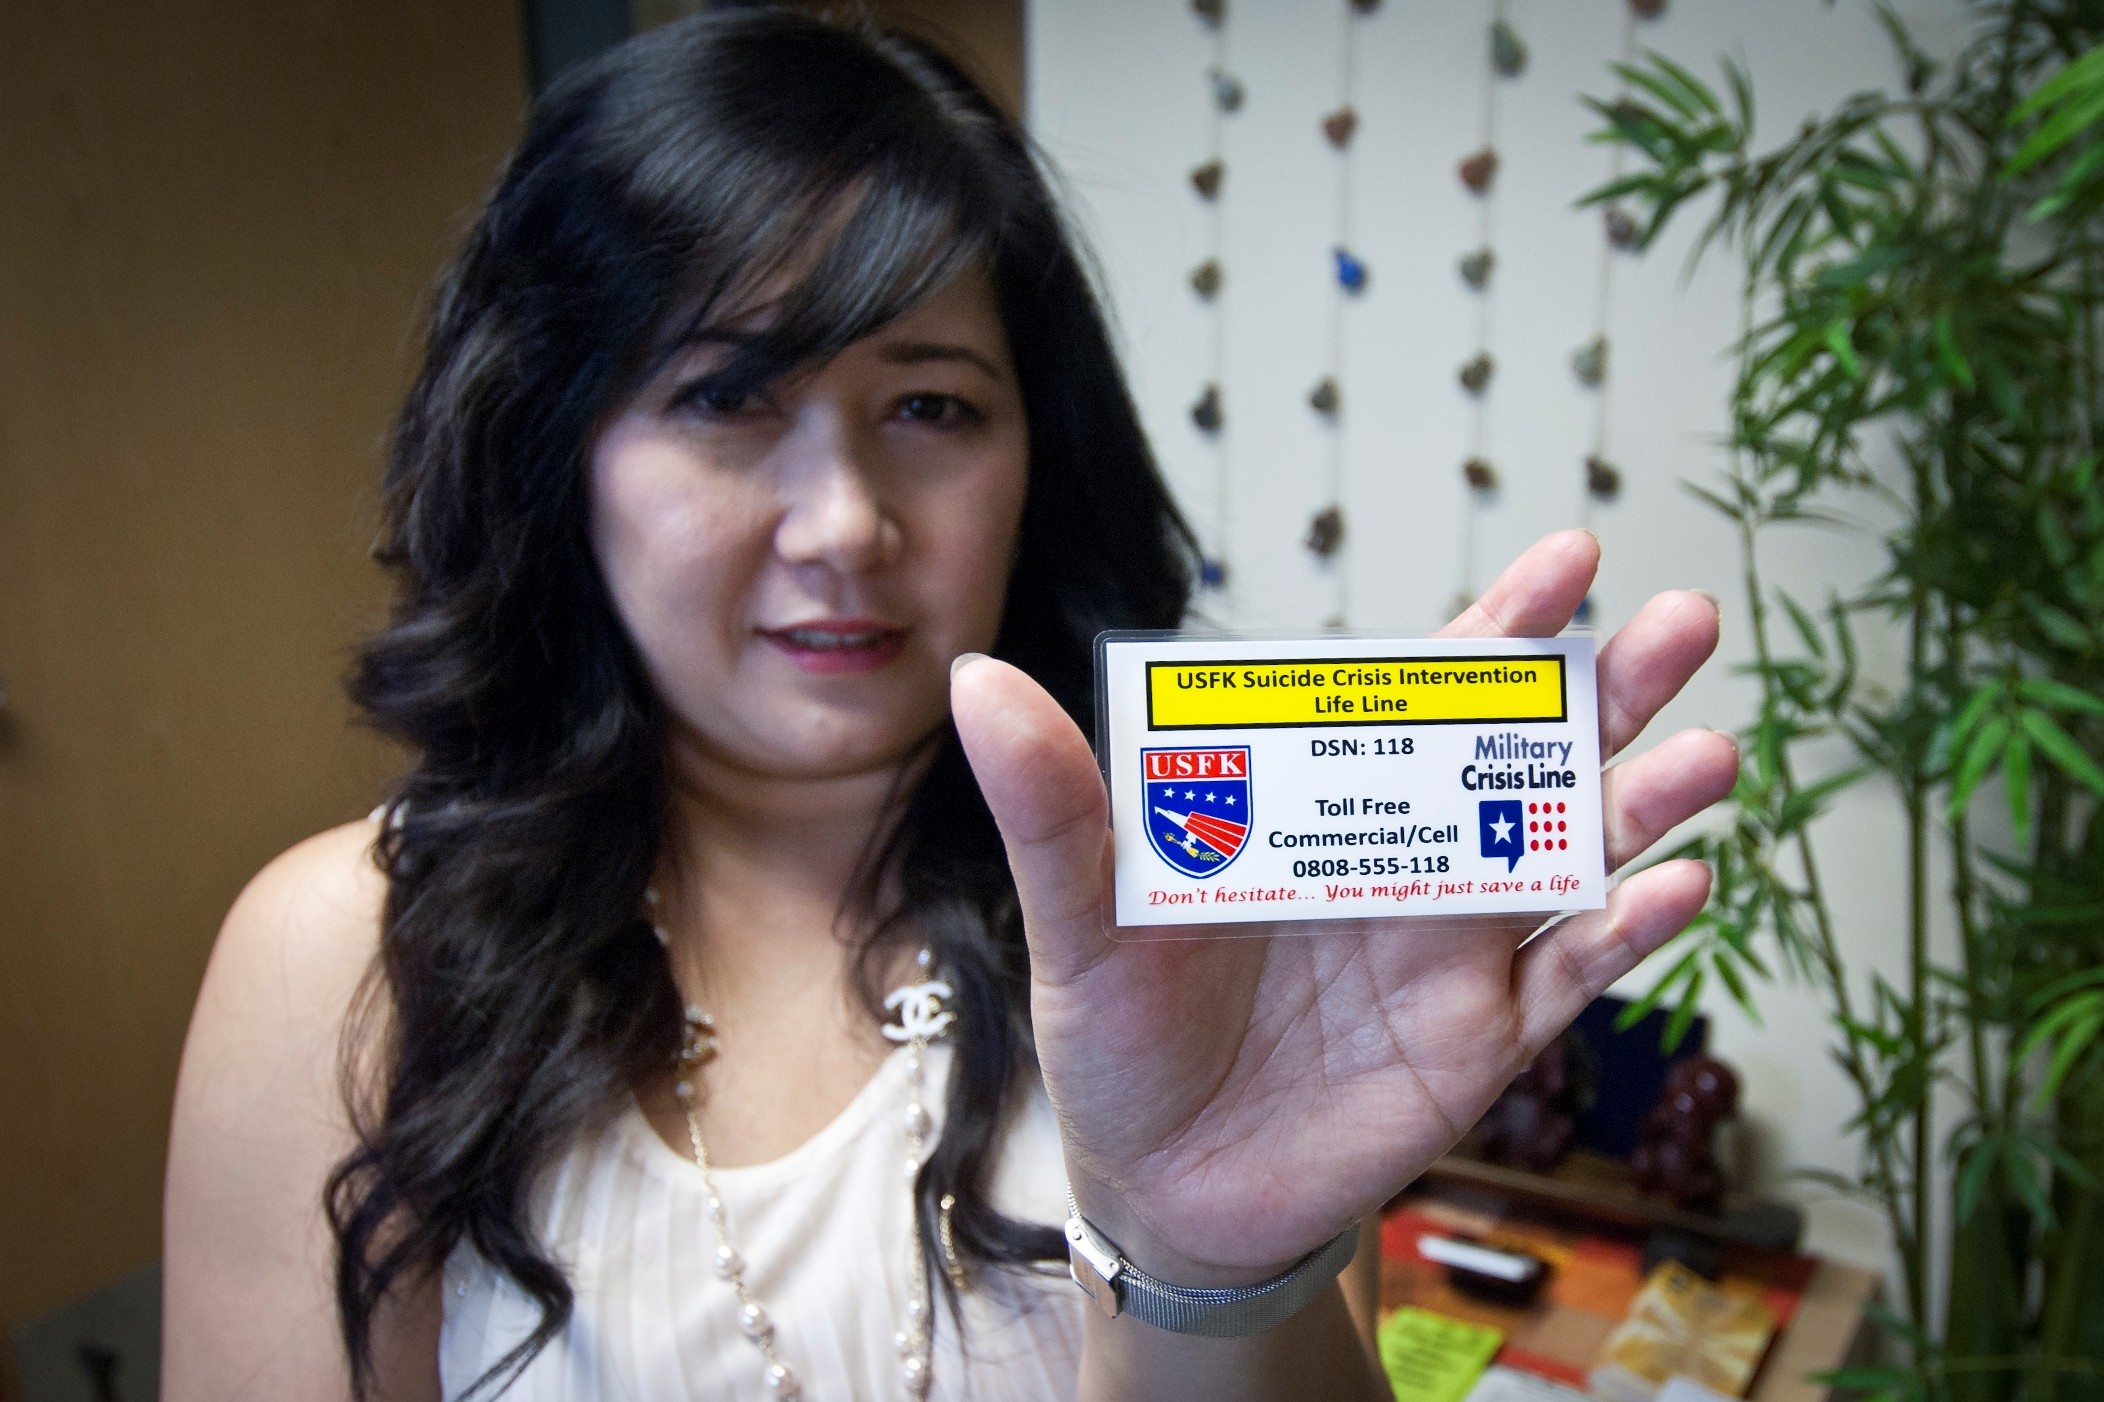 USFK Suicide Crisis Intervention
Life Line
DSN: 118
USFK
Military
Crisis Line
Toll Free
Commercial/Cell
0808-555-118
Don't hesitate... You might just save a life